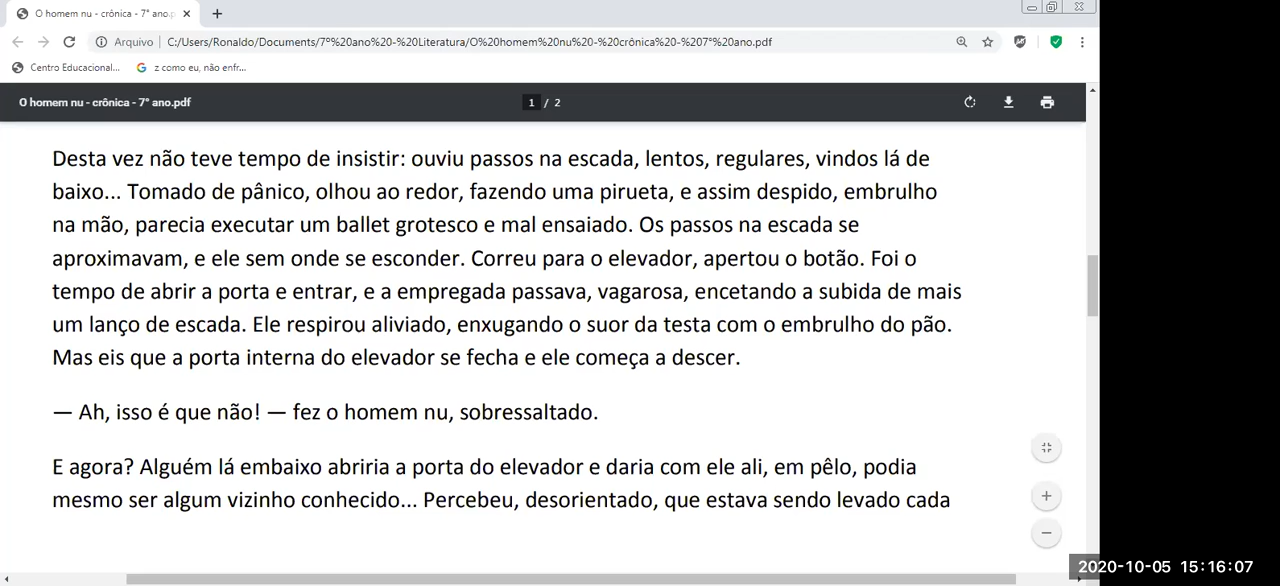 O homem nu - crônica - 7° ano.p
Arquivo
C:/Users/Ronaldo/Documents/7º%20ano%20-%20Literatura/O%20homem%20nu%20-%20crônica%20-%207°%20ano.pdf
Centro Educacional...
z como eu, não enfr...
O homem nu - crônica - 7° ano.pdf
1 / 2
Desta vez não teve tempo de insistir: ouviu passos na escada, lentos, regulares, vindos lá de
baixo... Tomado de pânico, olhou ao redor, fazendo uma pirueta, e assim despido, embrulho
na mão, parecia executar um ballet grotesco e mal ensaiado. Os passos na escada se
aproximavam, e ele sem onde se esconder. Correu para o elevador, apertou o botão. Foi o
tempo de abrir a porta e entrar, e a empregada passava, vagarosa, encetando a subida de mais
um lanço de escada. Ele respirou aliviado, enxugando o suor da testa com o embrulho do pão.
Mas eis que a porta interna do elevador se fecha e ele começa a descer.
— Ah, isso é que não! — fez o homem nu, sobressaltado.
E agora? Alguém lá embaixo abriria a porta do elevador e daria com ele ali, em pêlo, podia
mesmo ser algum vizinho conhecido... Percebeu, desorientado, que estava sendo levado cada
2020-10-05 15:16:07